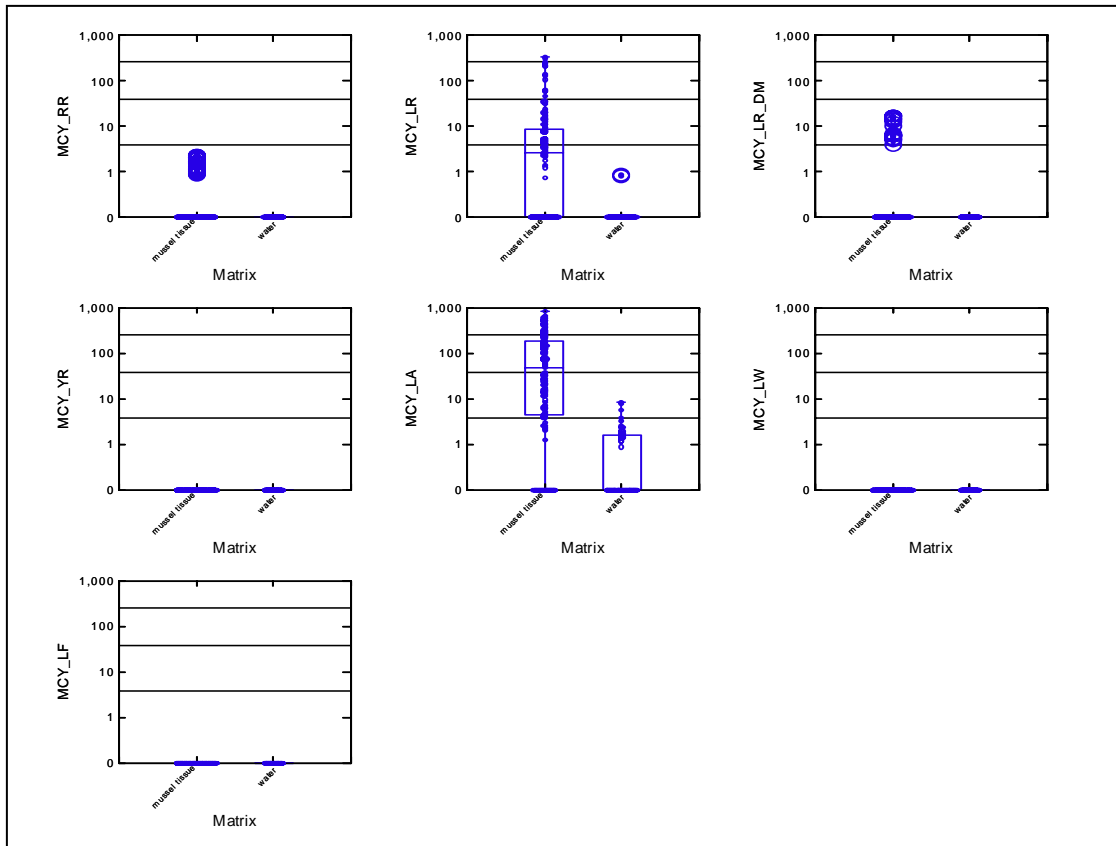 MCY_RR
1,000
100
10
1
0
mussel tissue
water
Matrix
MCY_LR
1,000
100
10
1
0
mussel tissue
water
Matrix
MCY_LR_DM
1,000
100
10
1
0
mussel tissue
water
Matrix
MCY_YR
1,000
100
10
1
0
mussel tissue
water
Matrix
MCY_LA
1,000
100
10
1
0
mussel tissue
water
Matrix
MCY_LW
1,000
100
10
1
0
mussel tissue
water
Matrix
MCY_LF
1,000
100
10
1
0
mussel tissue
water
Matrix